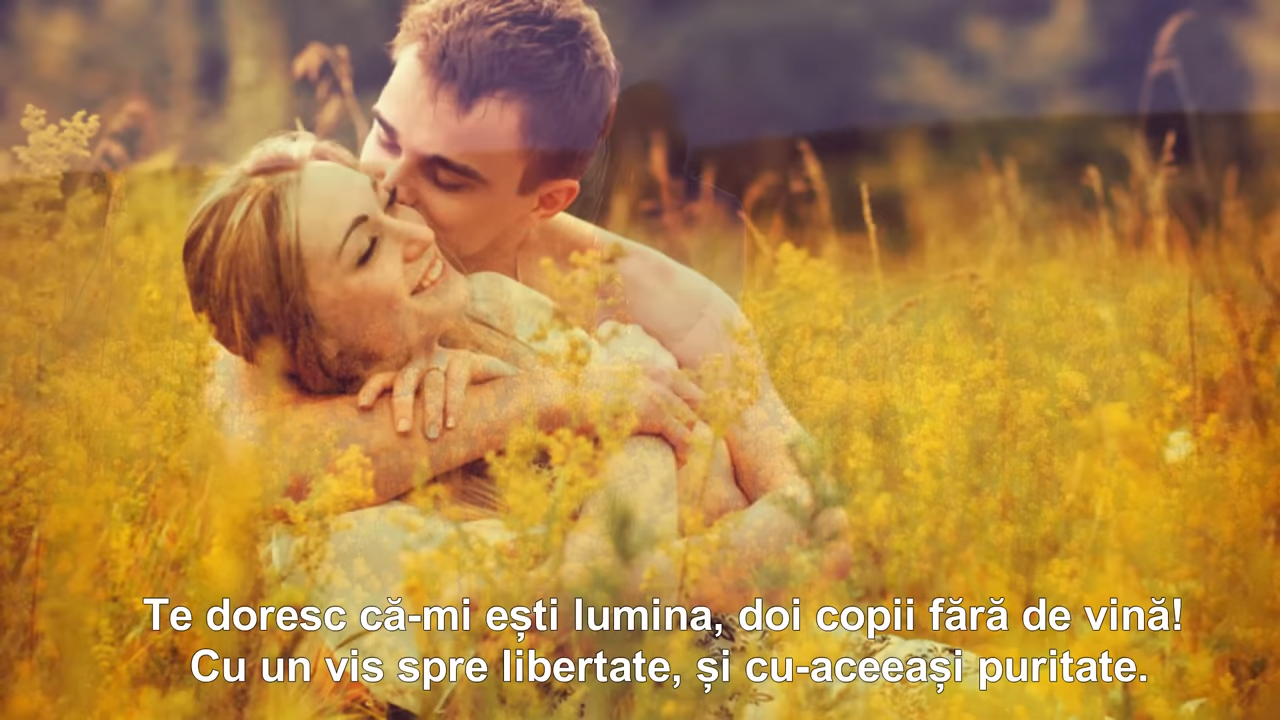 Te doresc că-mi ești lumina, doi copii fără de vină!
Cu un vis spre libertate, și cu-aceeași puritate.